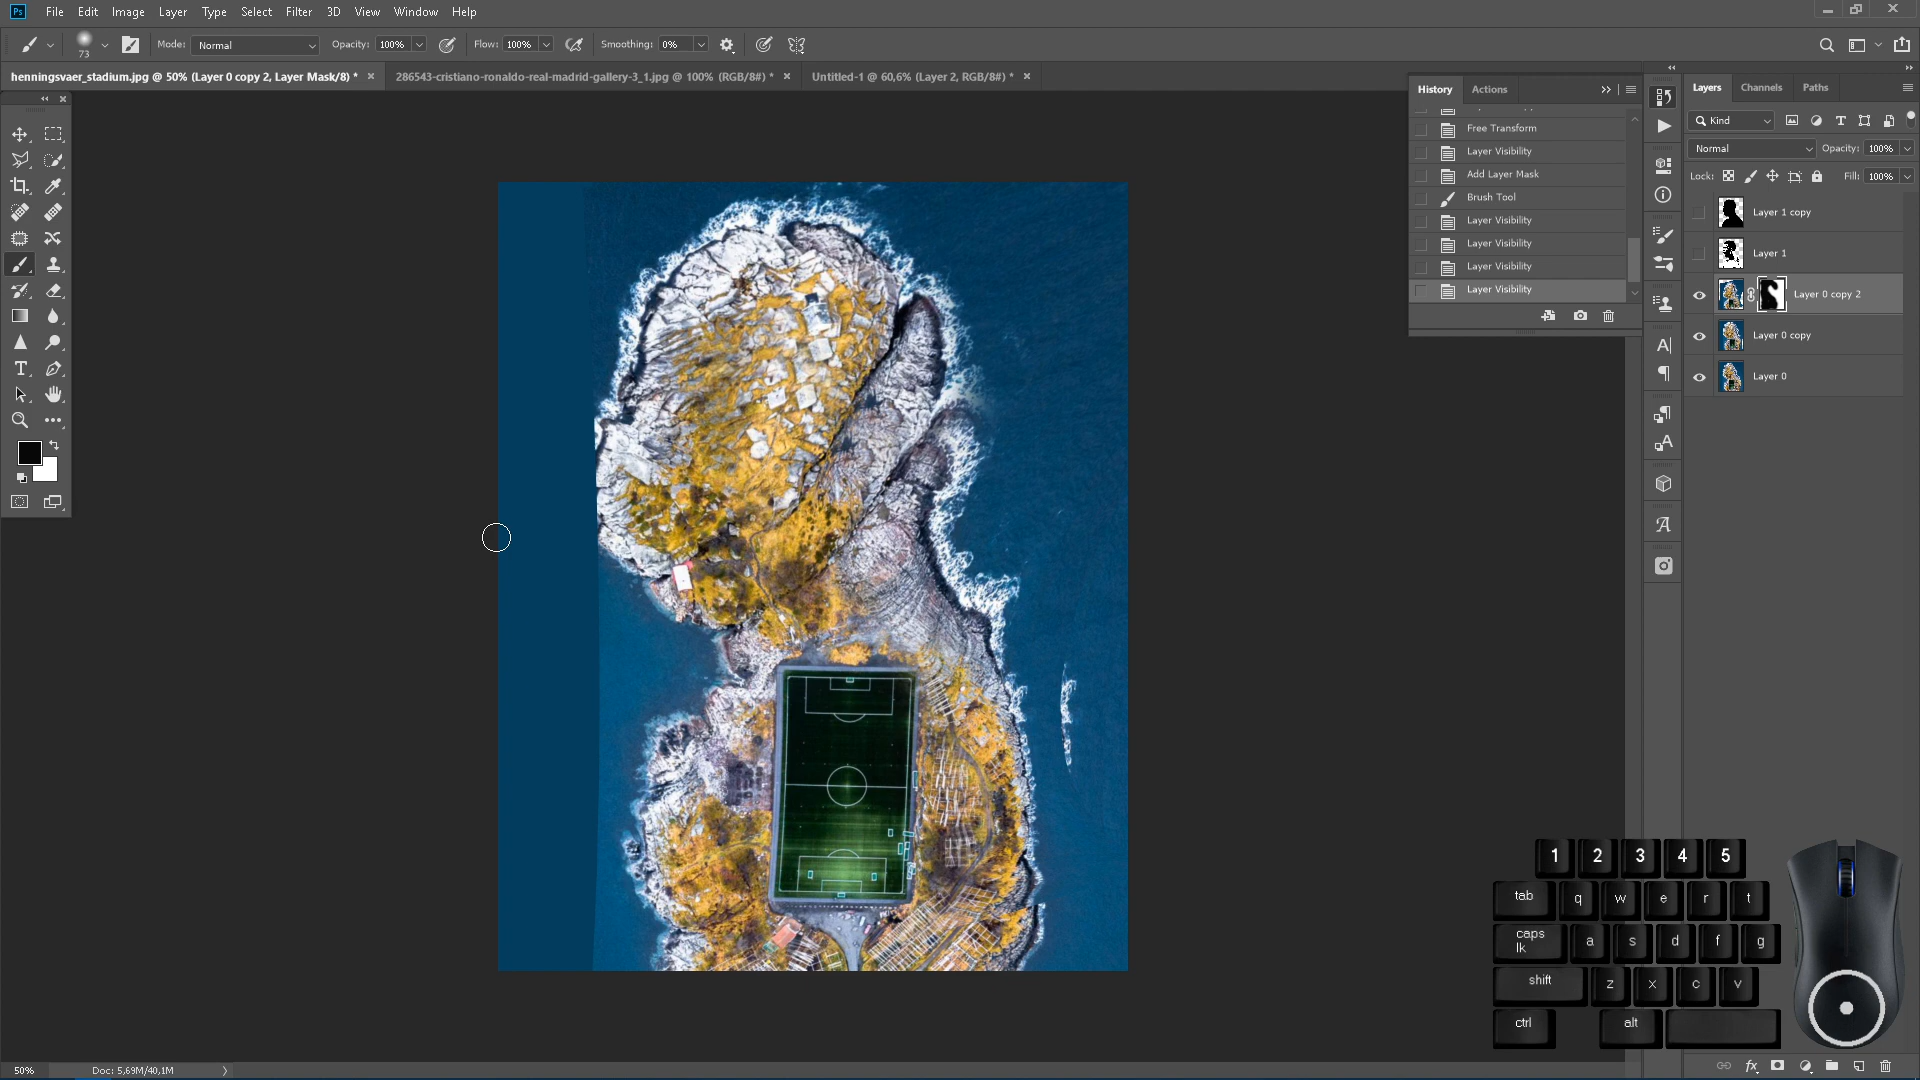 Ps File Edit Image Layer Type Select Filter 3D View Window Help
73 Mode: Normal Opacity: 100% Flow: 100% Smoothing: 0%
henningsvaer_stadium.jpg @ 50% (Layer 0 copy 2, Layer Mask/8) * × 286543-cristiano-ronaldo-real-madrid-gallery-3_1.jpg @ 100% (RGB/8#) * × Untitled-1 @ 60,6% (Layer 2, RGB/8#) * ×
History Actions
Free Transform
Layer Visibility
Add Layer Mask
Brush Tool
Layer Visibility
Layer Visibility
Layer Visibility
Layer Visibility
Layers Channels Paths
Kind
Normal Opacity: 100%
Lock: Fill: 100%
Layer 1 copy
Layer 1
Layer 0 copy 2
Layer 0 copy
Layer 0
1 2 3 4 5
tab q w e r t
caps lk a s d f g
shift z x c v
ctrl alt
50% Doc: 5,69M/40,1M